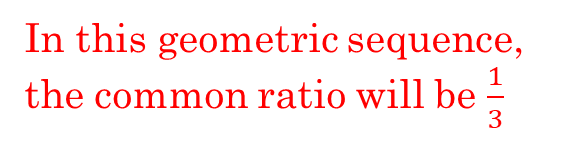 In this geometric sequence,
the common ratio will be 1/3